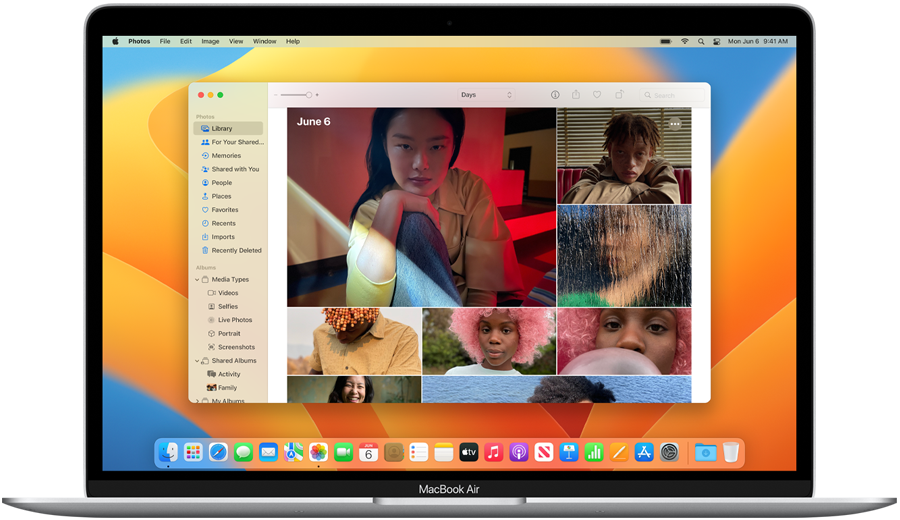 Photos File Edit Image View Window Help Mon Jun 6 9:41 AM
Days Search
Photos
Library
For Your Shared...
Memories
Shared with You
People
Places
Favorites
Recents
Imports
Recently Deleted
Albums
Media Types
Videos
Selfies
Live Photos
Portrait
Screenshots
Shared Albums
Activity
Family
My Albums
June 6
JUN
6
tv
MacBook Air